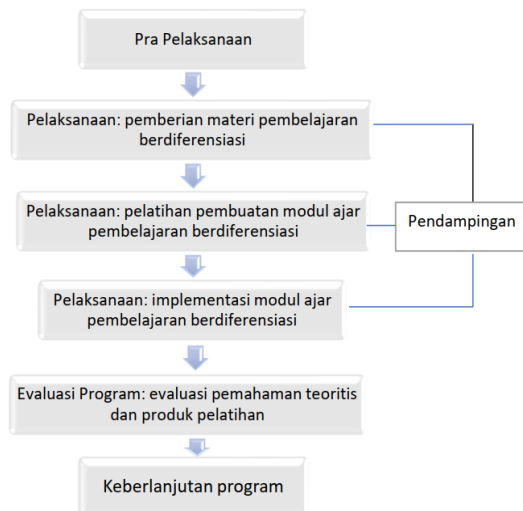 Pra Pelaksanaan
Pelaksanaan: pemberian materi pembelajaran
berdiferensiasi
Pelaksanaan: pelatihan pembuatan modul ajar
pembelajaran berdiferensiasi
Pendampingan
Pelaksanaan: implementasi modul ajar
pembelajaran berdiferensiasi
Evaluasi Program: evaluasi pemahaman teoritis
dan produk pelatihan
Keberlanjutan program